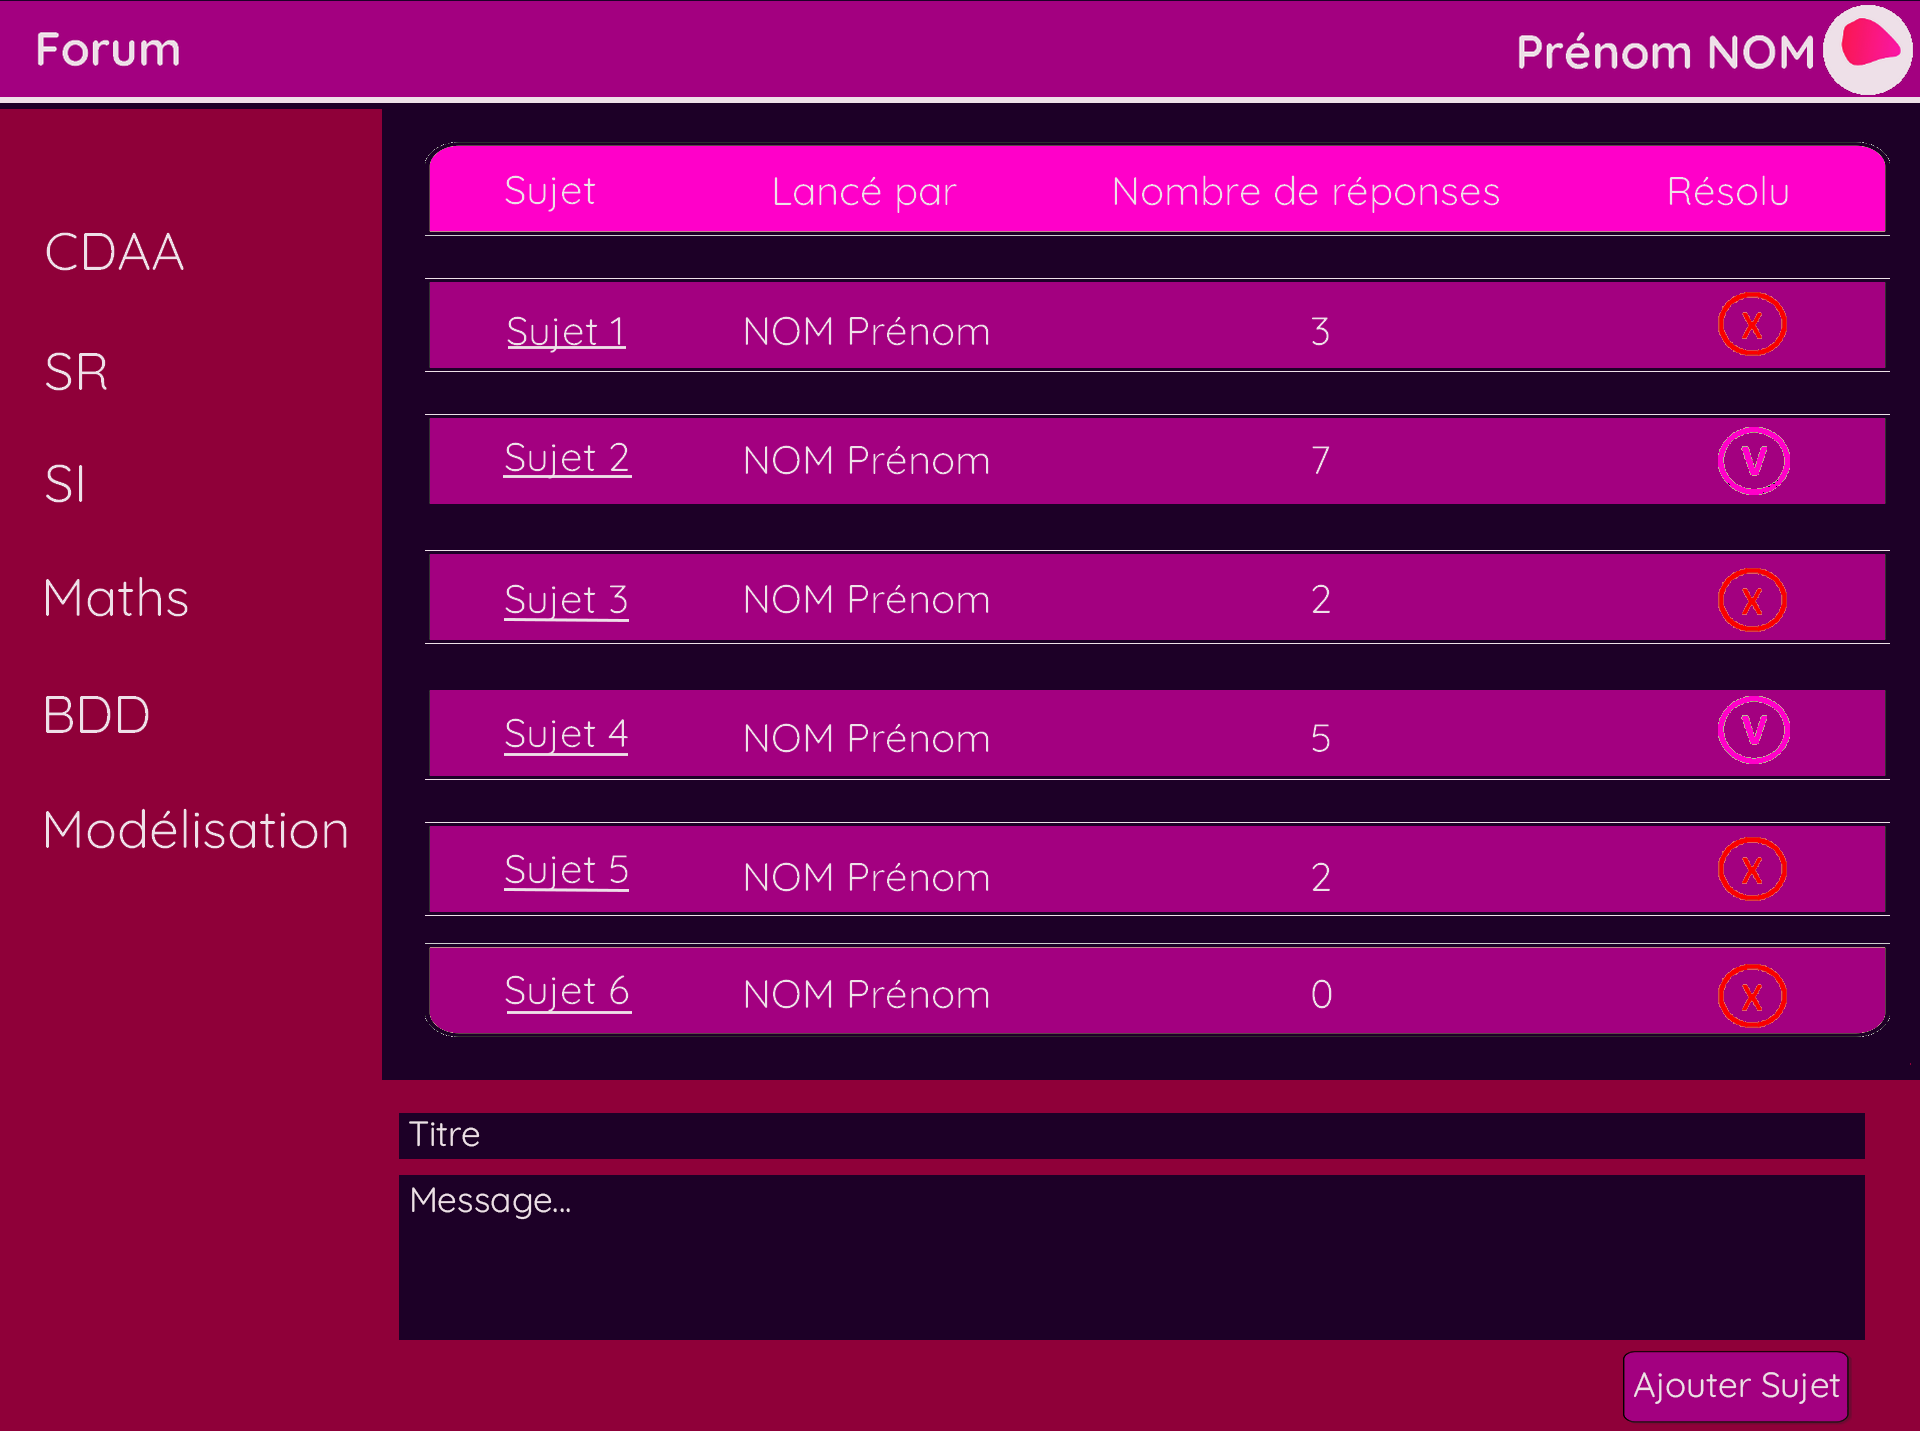 Forum
Prénom NOM
CDAA
SR
SI
Maths
BDD
Modélisation
Sujet Lancé par Nombre de réponses Résolu
Sujet 1 NOM Prénom 3 X
Sujet 2 NOM Prénom 7 V
Sujet 3 NOM Prénom 2 X
Sujet 4 NOM Prénom 5 V
Sujet 5 NOM Prénom 2 X
Sujet 6 NOM Prénom 0 X
Titre
Message...
Ajouter Sujet